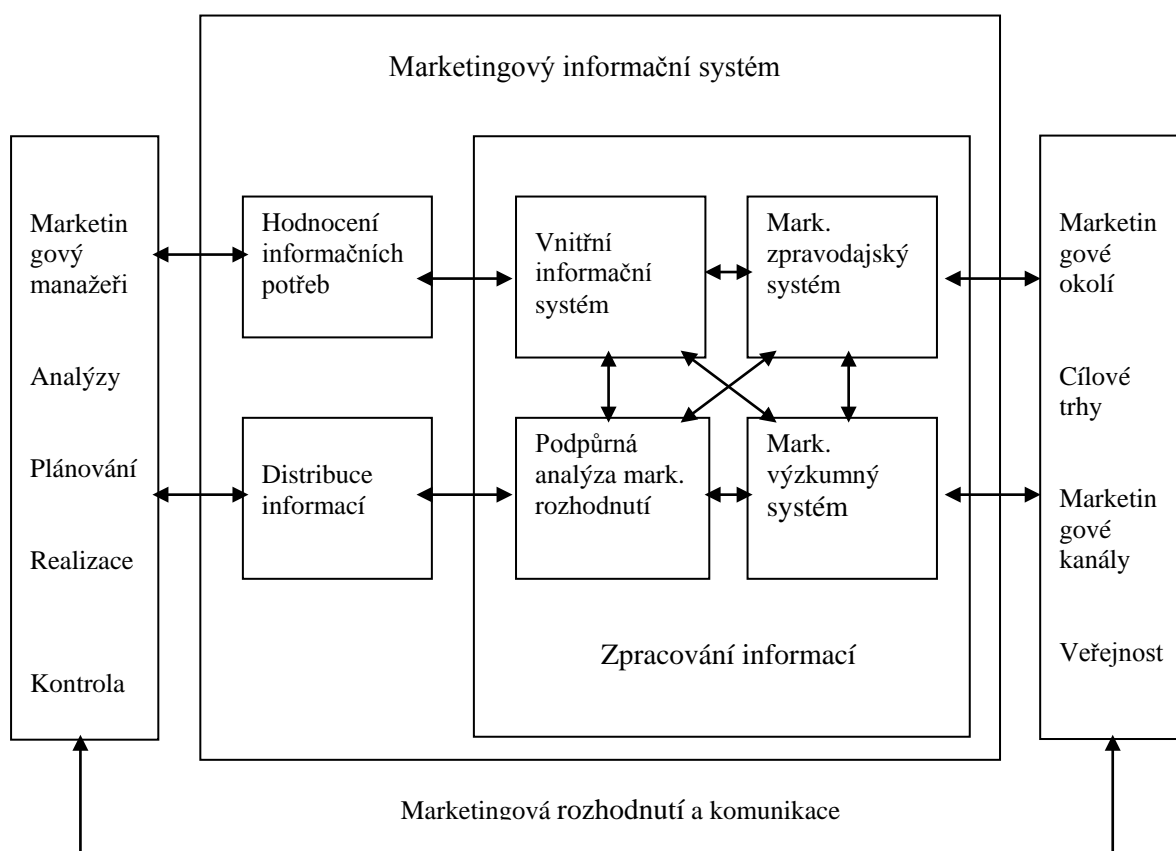 Marketingový informační systém
Marketin
gový
manažeři
Analýzy
Plánování
Realizace
Kontrola
Hodnocení
informačních
potřeb
Distribuce
informací
Vnitřní
informační
systém
Mark.
zpravodajský
systém
Podpůrná
analýza mark.
rozhodnutí
Mark.
výzkumný
systém
Zpracování informací
Marketin
gové
okolí
Cílové
trhy
Marketin
gové
kanály
Veřejnost
Marketingová rozhodnutí a komunikace